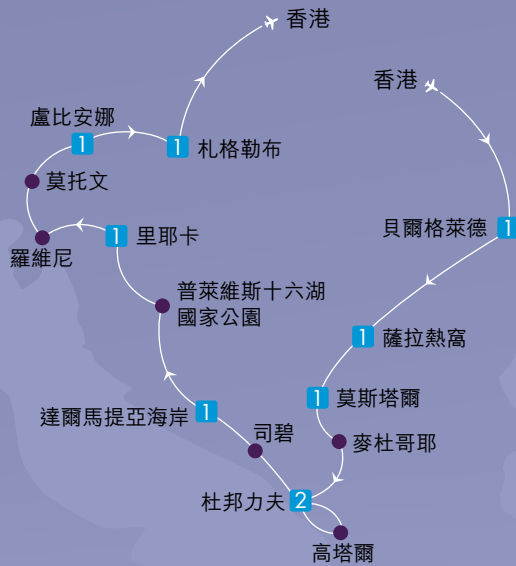 香港
香港
盧比安娜
1
1
札格勒布
莫托文
貝爾格萊德
1
1
里耶卡
羅維尼
普萊維斯十六湖
國家公園
1
薩拉熱窩
1
莫斯塔爾
達爾馬提亞海岸
1
司碧
麥杜哥耶
杜邦力夫
2
高塔爾